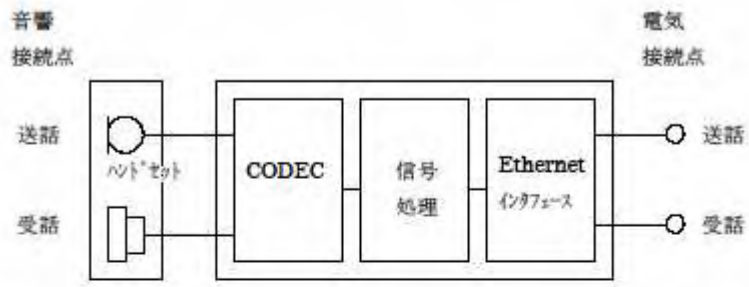 音響
接続点
電気
接続点
送話
ﾊﾝﾄﾞｾｯﾄ
受話
CODEC
信号
処理
Ethernet
ｲﾝﾀﾌｪｰｽ
送話
受話